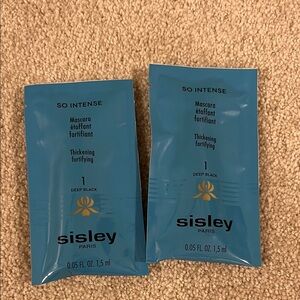 SO INTENSE
Mascara
étoffant
fortifiant
Thickening
fortifying
1
DEEP BLACK
sisley
PARIS
0.05 FL. OZ. 1,5 ml
SO INTENSE
Mascara
étoffant
fortifiant
Thickening
fortifying
1
DEEP BLACK
sisley
PARIS
0.05 FL. OZ. 1,5 ml